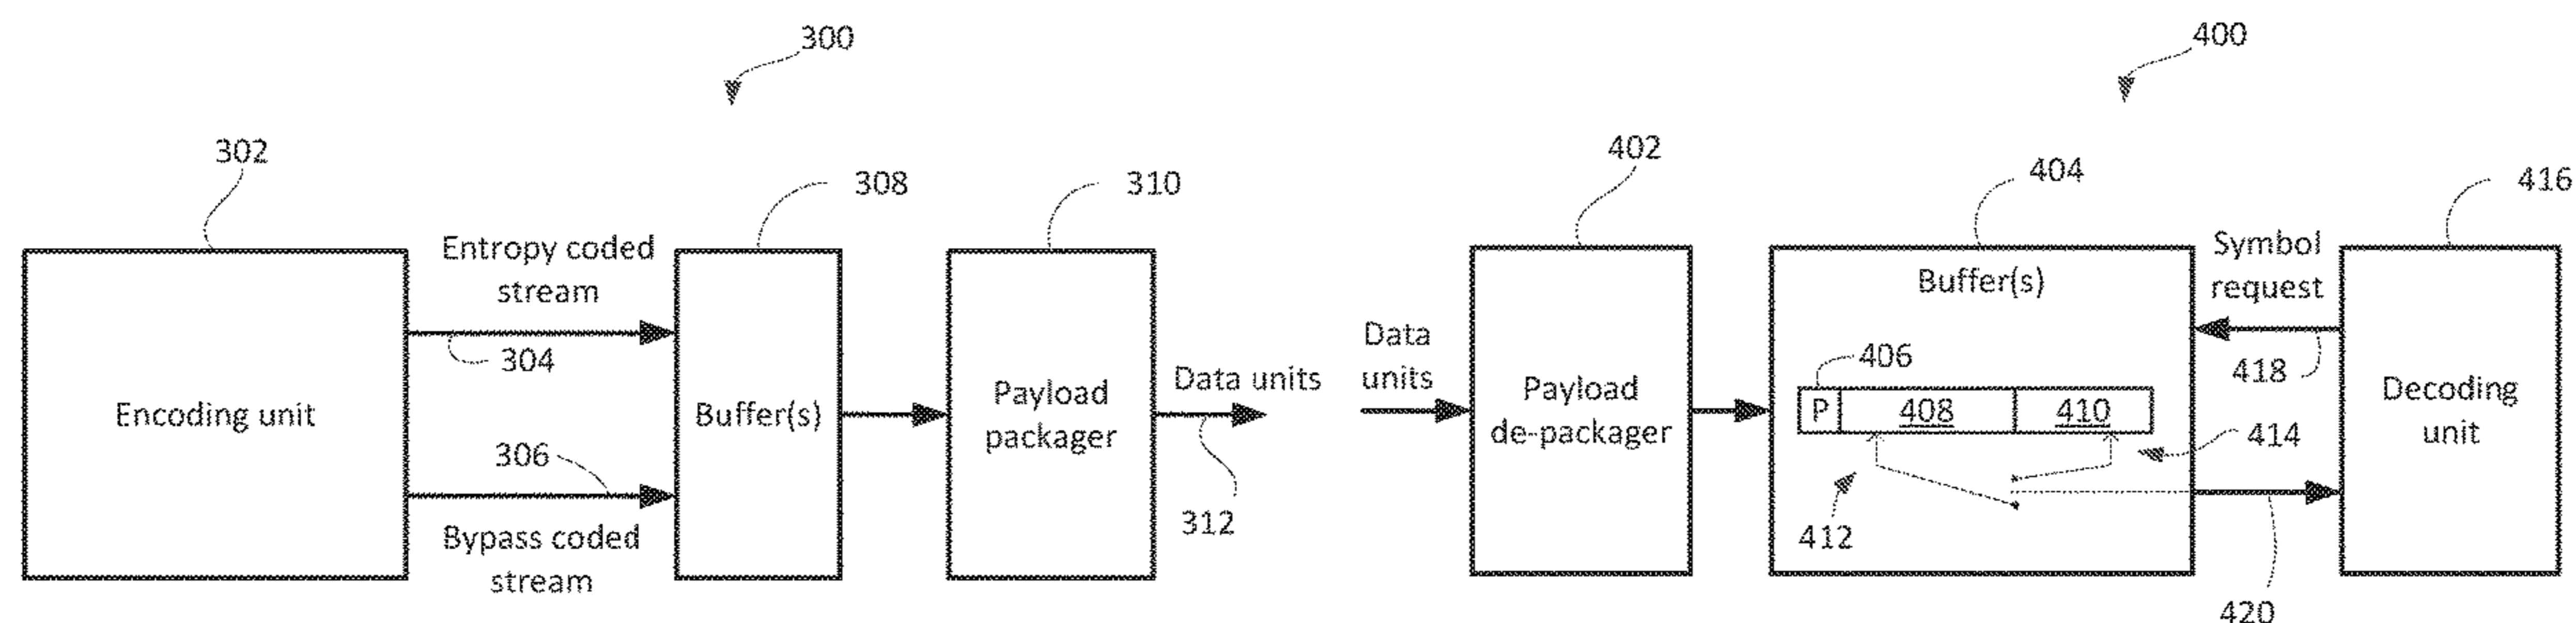 300
302
308
310
Entropy coded
stream
304
Encoding unit
306
Bypass coded
stream
Buffer(s)
Payload
packager
Data units
312
400
402
404
416
Data
units
Payload
de-packager
Buffer(s)
406
P 408 410
412
414
Symbol
request
418
Decoding
unit
420